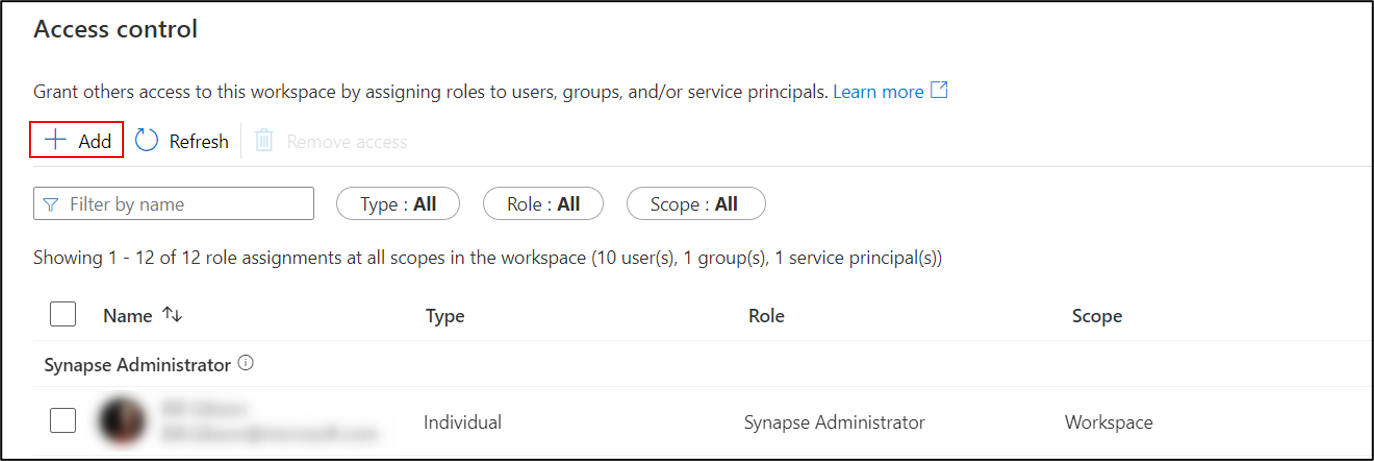 Access control
Grant others access to this workspace by assigning roles to users, groups, and/or service principals. Learn more
Add Refresh Remove access
Filter by name Type : All Role : All Scope : All
Showing 1 - 12 of 12 role assignments at all scopes in the workspace (10 user(s), 1 group(s), 1 service principal(s))
Name Type Role Scope
Synapse Administrator
Individual Synapse Administrator Workspace